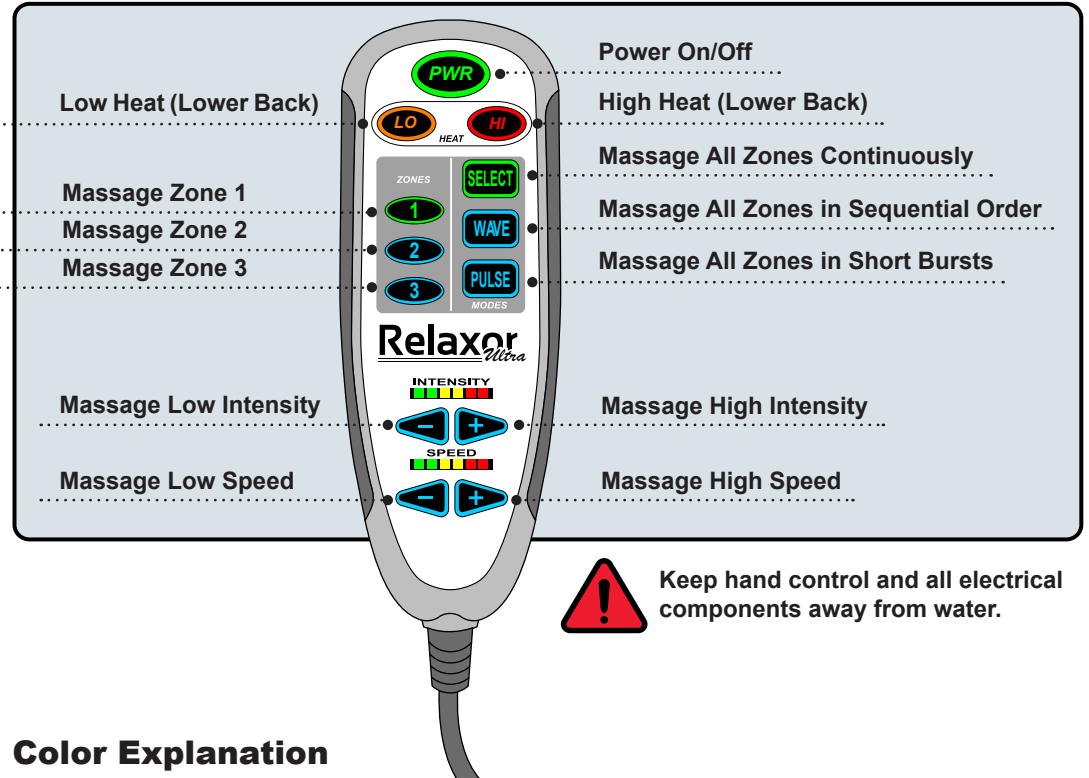 Power On/Off
PWR
Low Heat (Lower Back)
High Heat (Lower Back)
LO
HI
HEAT
Massage All Zones Continuously
ZONES
SELECT
Massage Zone 1
1
Massage All Zones in Sequential Order
WAVE
Massage Zone 2
2
Massage Zone 3
3
Massage All Zones in Short Bursts
PULSE
MODES
Relaxor
Ultra
INTENSITY
Massage Low Intensity
- +
Massage High Intensity
SPEED
Massage Low Speed
- +
Massage High Speed
!
Keep hand control and all electrical
components away from water.
Color Explanation